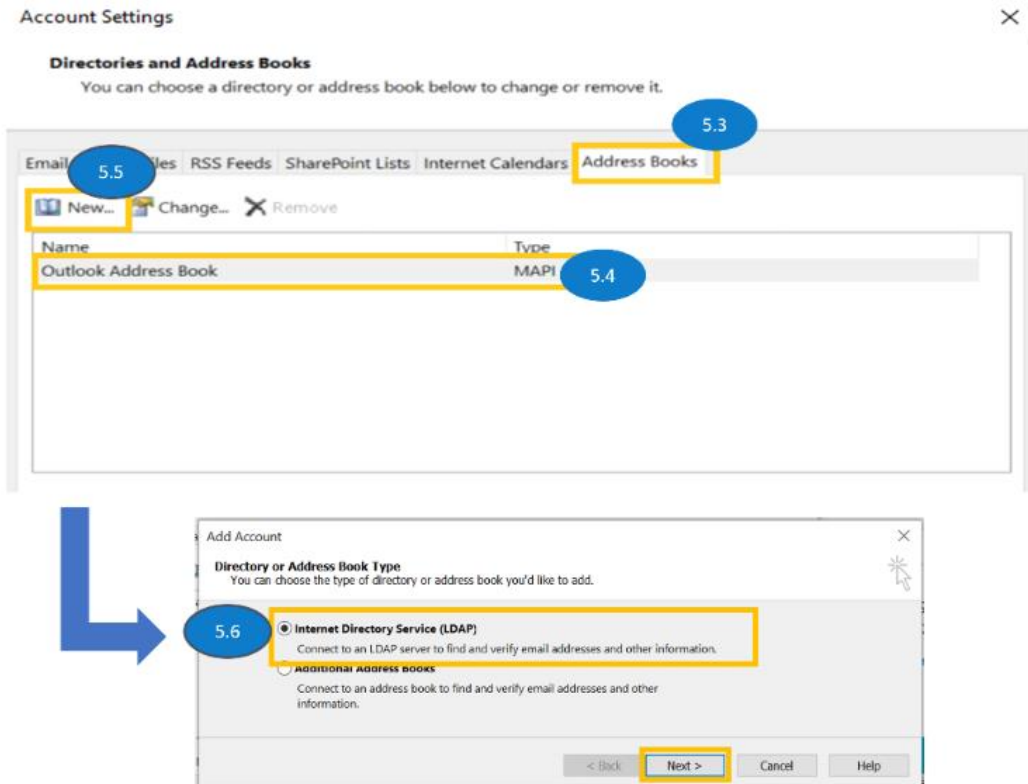 Account Settings
Directories and Address Books
You can choose a directory or address book below to change or remove it.
5.3
Email
5.5
RSS Feeds SharePoint Lists Internet Calendars Address Books
New... Change... Remove
Name Type
Outlook Address Book MAPI
5.4
Add Account
Directory or Address Book Type
You can choose the type of directory or address book you'd like to add.
5.6
Internet Directory Service (LDAP)
Connect to an LDAP server to find and verify email addresses and other information.
Additional Address Books
Connect to an address book to find and verify email addresses and other
information.
< Back Next > Cancel Help